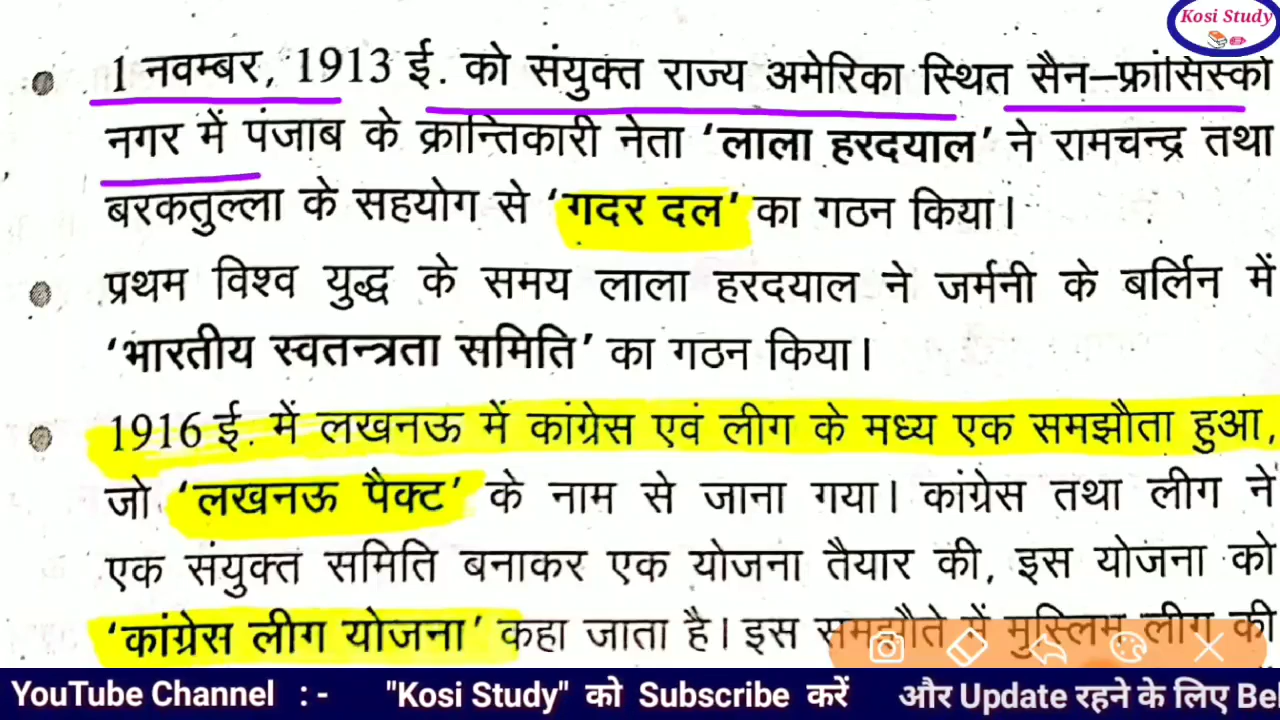 Kosi Study
1 नवम्बर, 1913 ई. को संयुक्त राज्य अमेरिका स्थित सैन–फ्रांसिस्को
नगर में पंजाब के क्रान्तिकारी नेता ‘लाला हरदयाल’ ने रामचन्द्र तथा
बरकतुल्ला के सहयोग से ‘गदर दल’ का गठन किया।
प्रथम विश्व युद्ध के समय लाला हरदयाल ने जर्मनी के बर्लिन में
‘भारतीय स्वतन्त्रता समिति’ का गठन किया।
1916 ई. में लखनऊ में कांग्रेस एवं लीग के मध्य एक समझौता हुआ,
जो ‘लखनऊ पैक्ट’ के नाम से जाना गया। कांग्रेस तथा लीग ने
एक संयुक्त समिति बनाकर एक योजना तैयार की, इस योजना को
‘कांग्रेस लीग योजना’ कहा जाता है। इस समझौते में मुस्लिम लीग की
YouTube Channel : - "Kosi Study" को Subscribe करें और Update रहने के लिए Bel